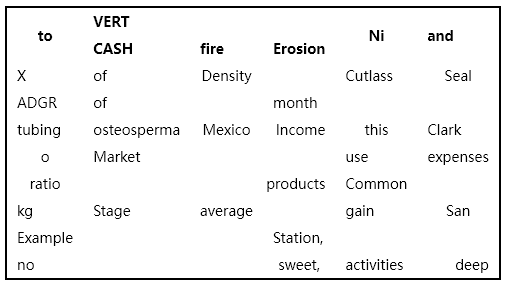 to VERT CASH fire Erosion Ni and
X of Density Cutlass Seal
ADGR of month
tubing osteosperma Mexico Income this Clark
o Market use expenses
ratio products Common
kg Stage average gain San
Example Station,
no sweet, activities deep